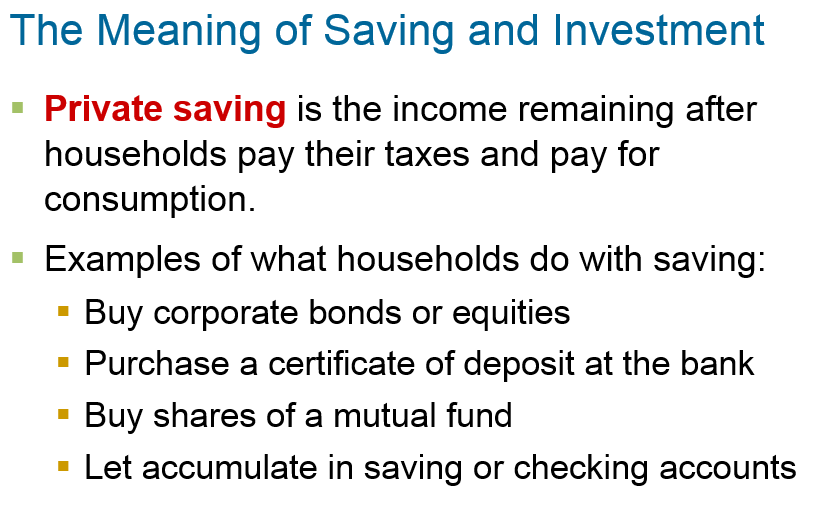 The Meaning of Saving and Investment
Private saving is the income remaining after
households pay their taxes and pay for
consumption.
Examples of what households do with saving:
Buy corporate bonds or equities
Purchase a certificate of deposit at the bank
Buy shares of a mutual fund
Let accumulate in saving or checking accounts